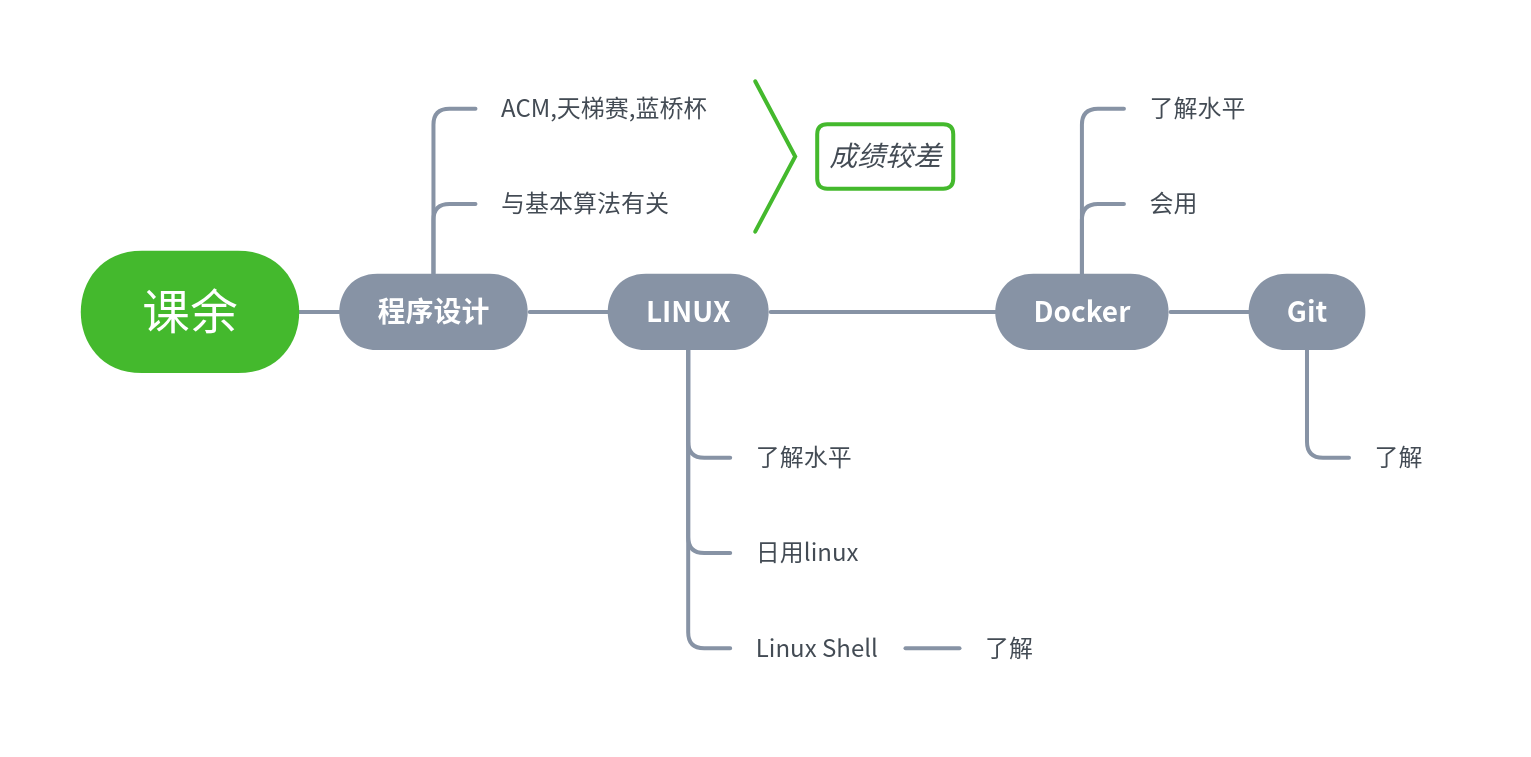 ACM,天梯赛,蓝桥杯
与基本算法有关
成绩较差
了解水平
会用
课余
程序设计
LINUX
Docker
Git
了解水平
日用linux
Linux Shell
了解
了解